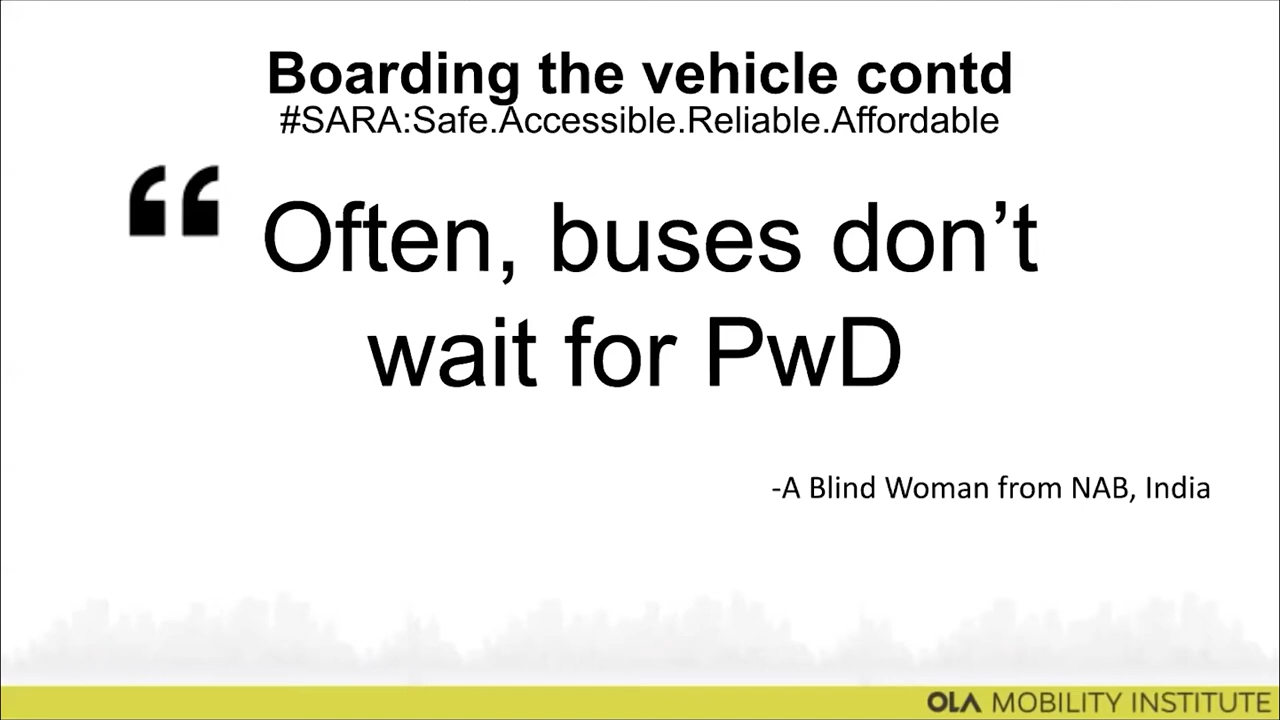 Boarding the vehicle contd
#SARA:Safe.Accessible.Reliable.Affordable
“ Often, buses don’t
wait for PwD
-A Blind Woman from NAB, India
OLA MOBILITY INSTITUTE